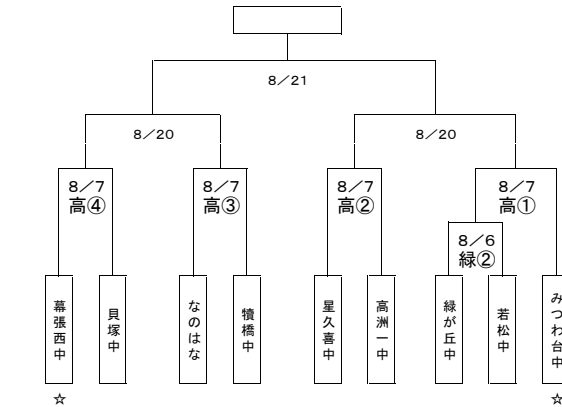 8/21
8/20
8/20
8/7
高④
8/7
高③
8/7
高②
8/7
高①
8/6
緑②
幕張西中
貝塚中
なのはな
犢橋中
星久喜中
高洲一中
緑が丘中
若松中
みつわ台中
☆
☆